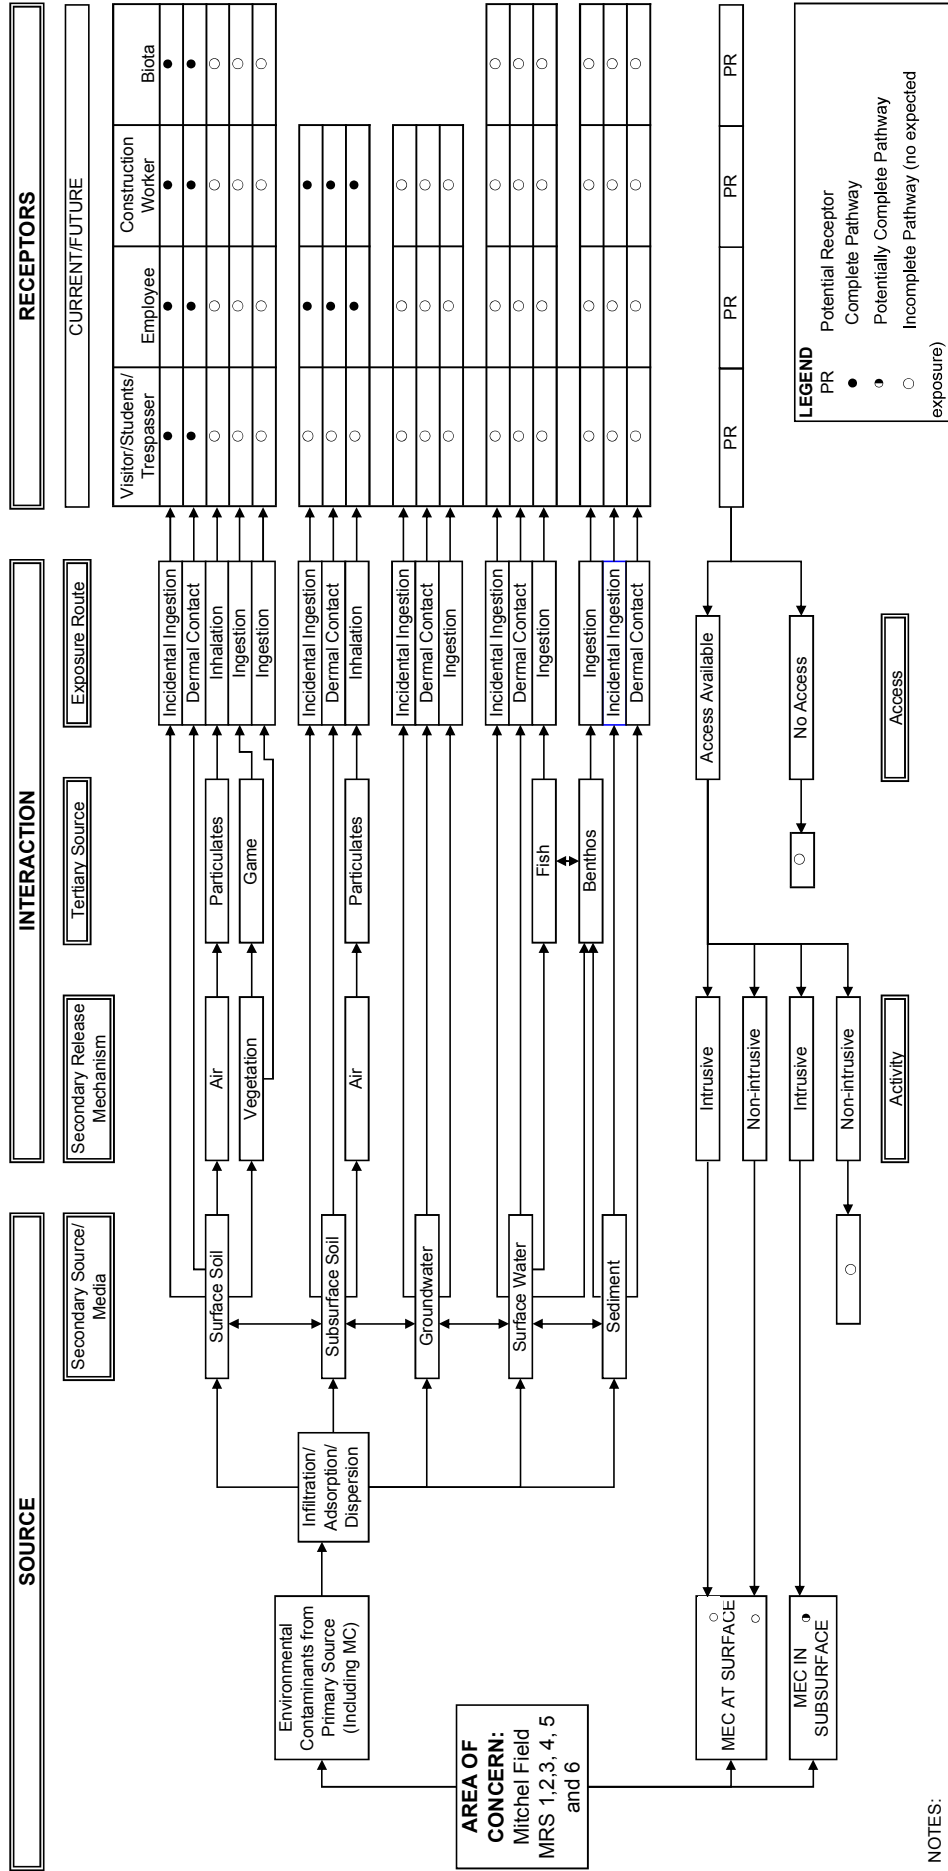 SOURCE
INTERACTION
RECEPTORS
Secondary Source/
Media
Secondary Release
Mechanism
Tertiary Source
Exposure Route
CURRENT/FUTURE
Visitor/Students/
Trespasser
Employee
Construction
Worker
Biota
AREA OF
CONCERN:
Mitchel Field
MRS 1,2,3, 4, 5
and 6
Environmental
Contaminants from
Primary Source
(Including MC)
Infiltration/
Adsorption/
Dispersion
Surface Soil
Air
Particulates
Vegetation
Game
Incidental Ingestion
Dermal Contact
Inhalation
Ingestion
Ingestion
Subsurface Soil
Air
Particulates
Incidental Ingestion
Dermal Contact
Inhalation
Groundwater
Incidental Ingestion
Dermal Contact
Ingestion
Surface Water
Fish
Incidental Ingestion
Dermal Contact
Ingestion
Sediment
Benthos
Ingestion
Incidental Ingestion
Dermal Contact
MEC AT SURFACE
MEC IN
SUBSURFACE
Intrusive
Non-intrusive
Intrusive
Non-intrusive
Activity
Access Available
No Access
Access
PR
PR
PR
PR
LEGEND
PR Potential Receptor
● Complete Pathway
◑ Potentially Complete Pathway
○ Incomplete Pathway (no expected
exposure)
NOTES: